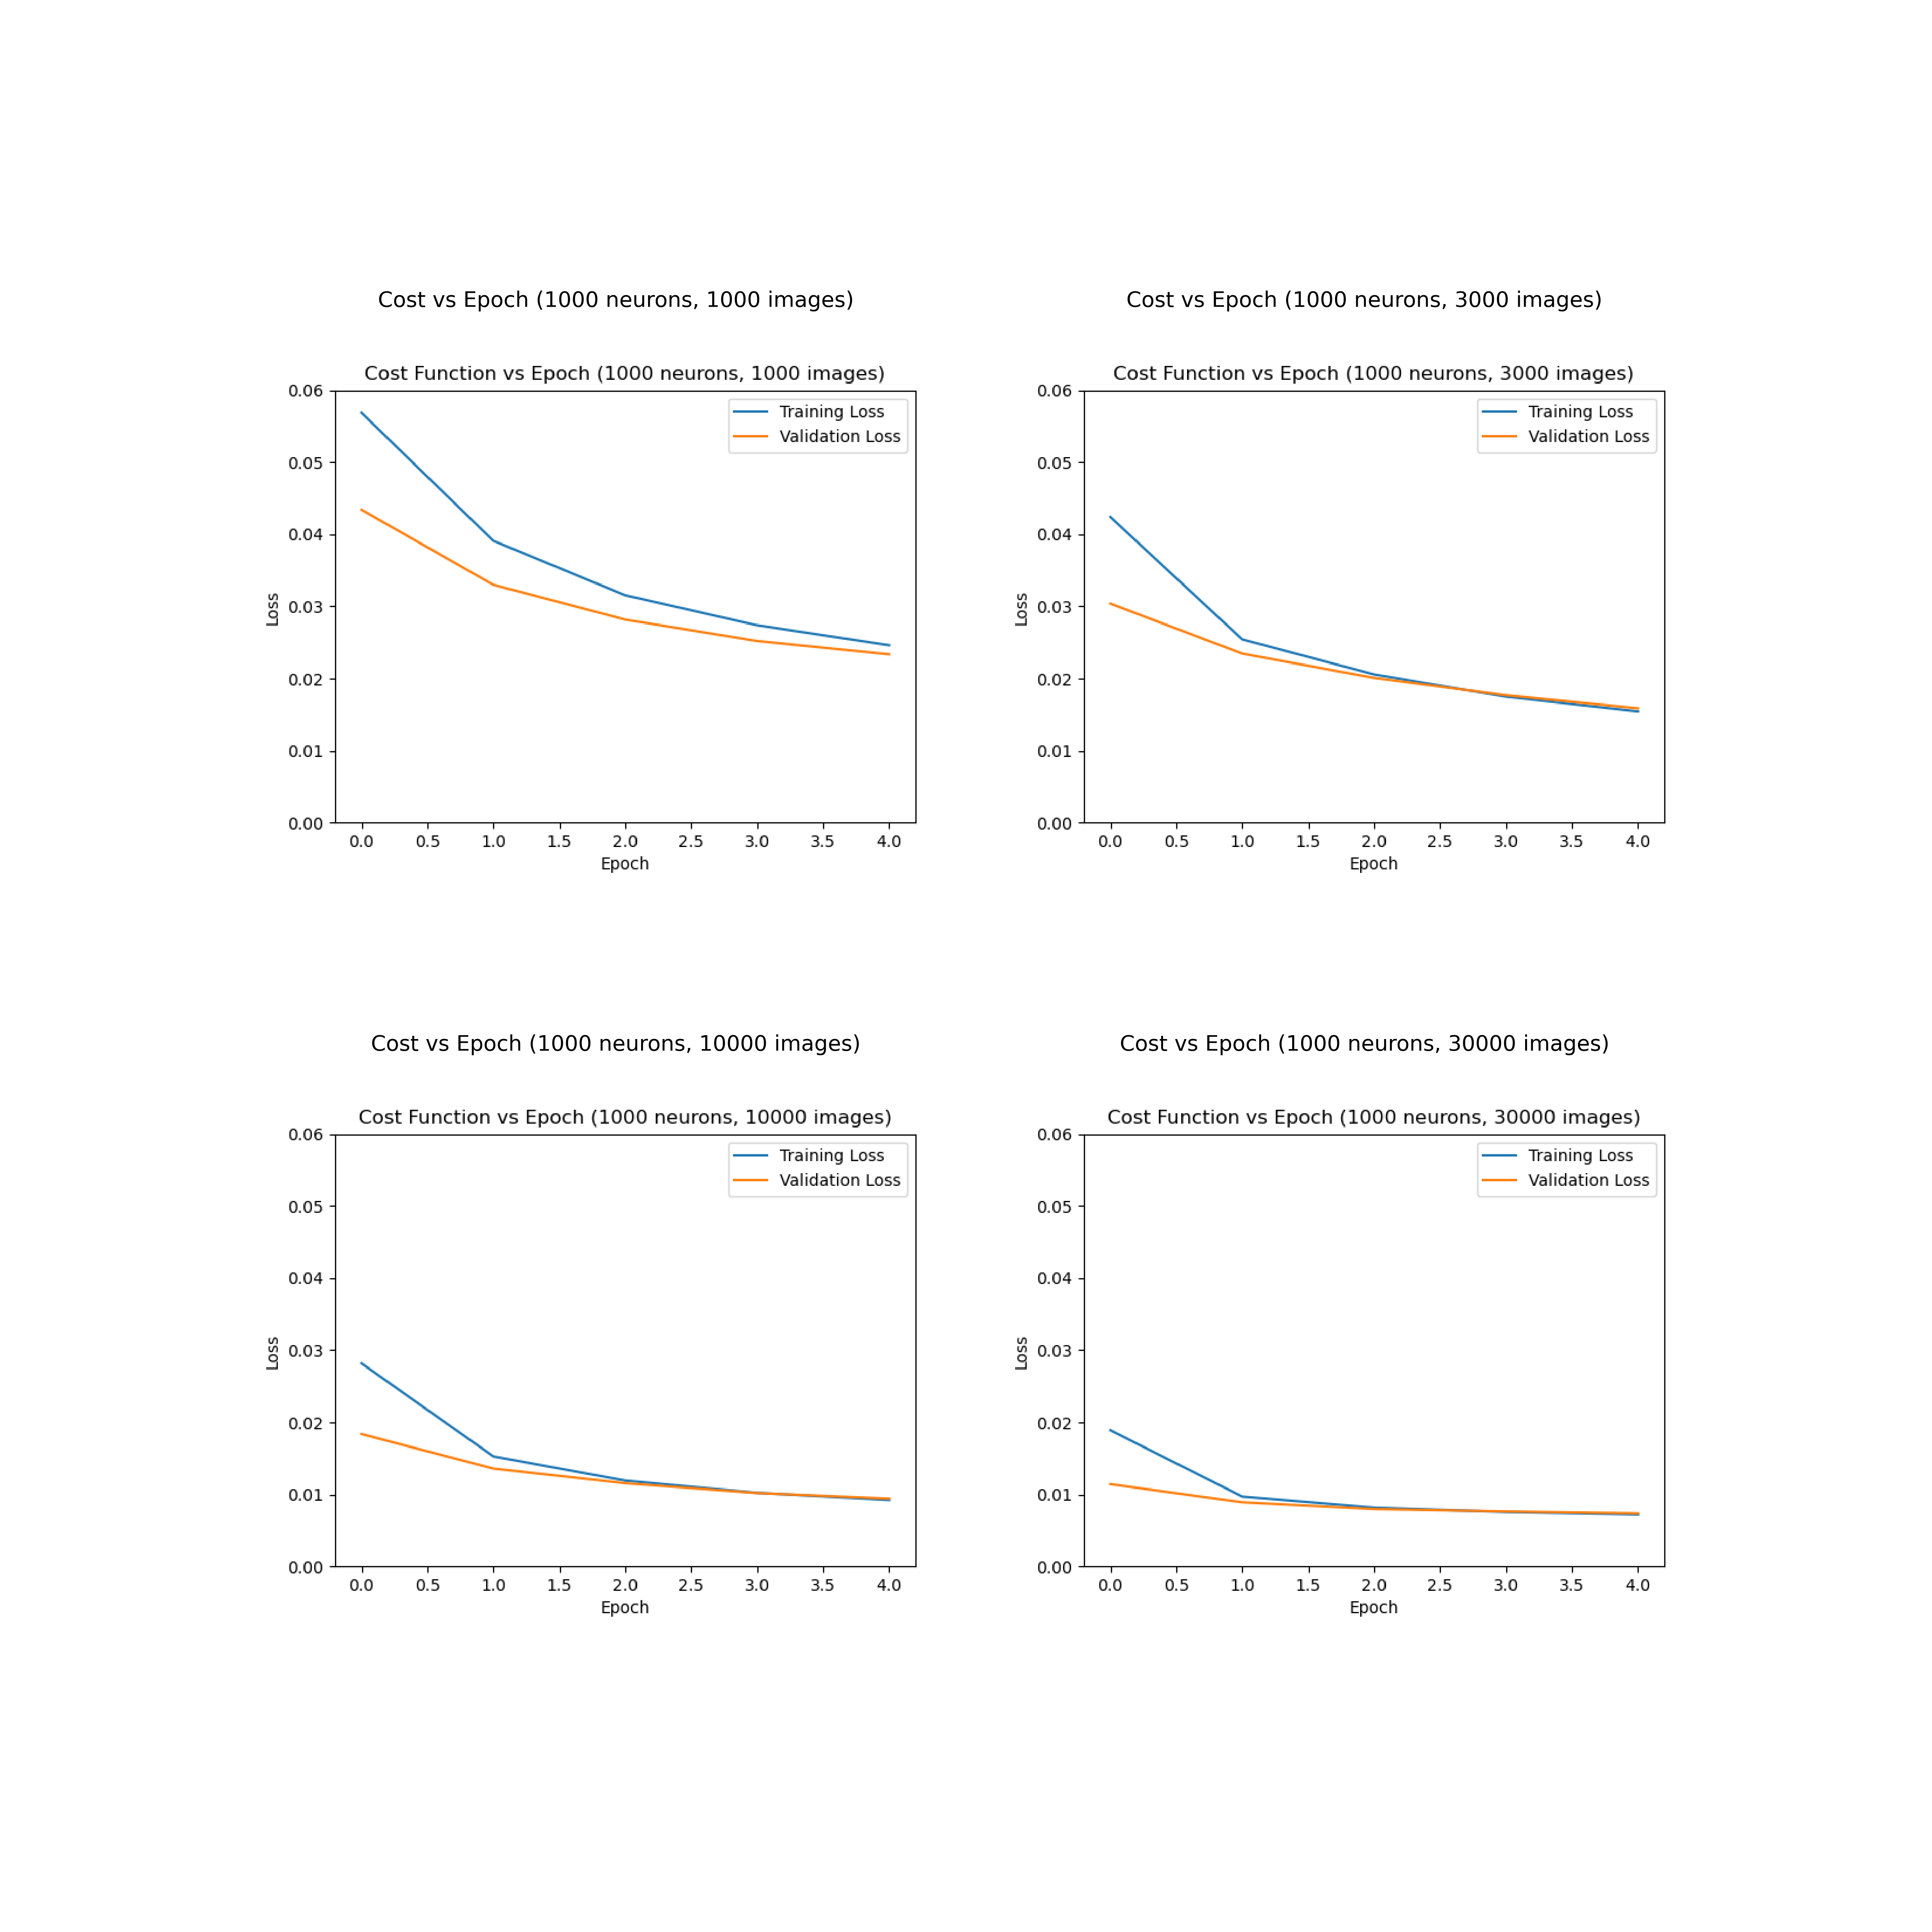 Cost vs Epoch (1000 neurons, 1000 images)
Cost Function vs Epoch (1000 neurons, 1000 images)
0.06
0.05
0.04
0.03
0.02
0.01
0.00
Loss
Training Loss
Validation Loss
0.0 0.5 1.0 1.5 2.0 2.5 3.0 3.5 4.0
Epoch
Cost vs Epoch (1000 neurons, 3000 images)
Cost Function vs Epoch (1000 neurons, 3000 images)
0.06
0.05
0.04
0.03
0.02
0.01
0.00
Loss
Training Loss
Validation Loss
0.0 0.5 1.0 1.5 2.0 2.5 3.0 3.5 4.0
Epoch
Cost vs Epoch (1000 neurons, 10000 images)
Cost Function vs Epoch (1000 neurons, 10000 images)
0.06
0.05
0.04
0.03
0.02
0.01
0.00
Loss
Training Loss
Validation Loss
0.0 0.5 1.0 1.5 2.0 2.5 3.0 3.5 4.0
Epoch
Cost vs Epoch (1000 neurons, 30000 images)
Cost Function vs Epoch (1000 neurons, 30000 images)
0.06
0.05
0.04
0.03
0.02
0.01
0.00
Loss
Training Loss
Validation Loss
0.0 0.5 1.0 1.5 2.0 2.5 3.0 3.5 4.0
Epoch